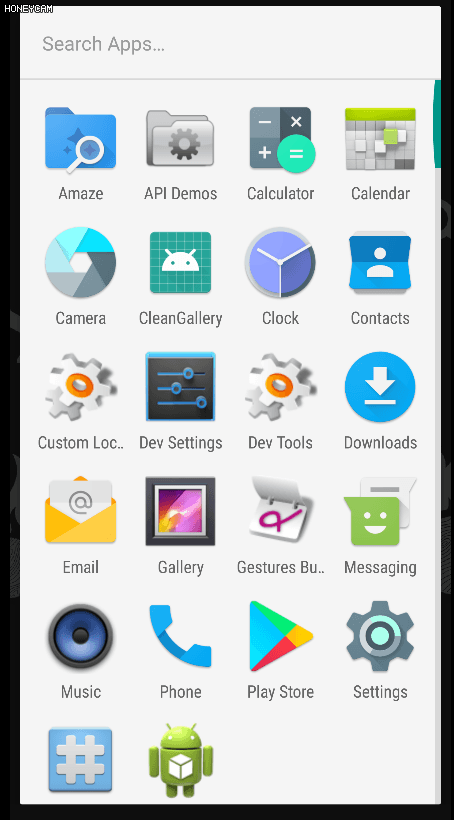 HONEYCAM
Search Apps...
Amaze
API Demos
Calculator
Calendar
Camera
CleanGallery
Clock
Contacts
Custom Loc..
Dev Settings
Dev Tools
Downloads
Email
Gallery
Gestures Bu..
Messaging
Music
Phone
Play Store
Settings